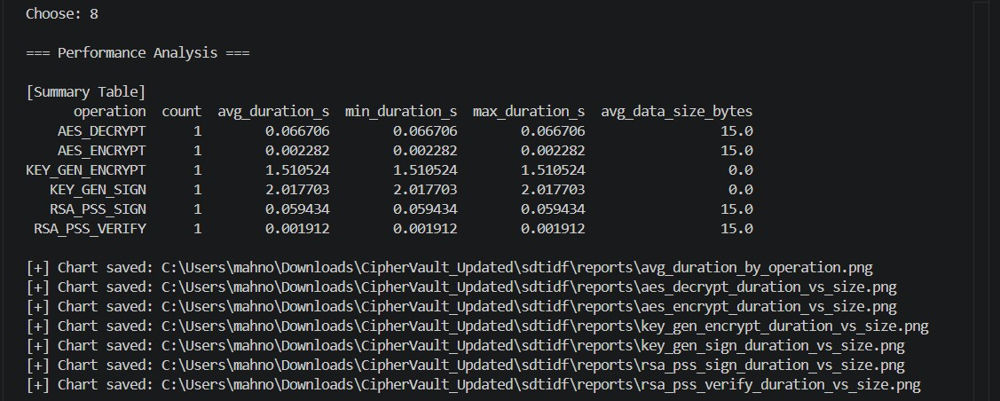 Choose: 8
=== Performance Analysis ===
[Summary Table]
operation count avg_duration_s min_duration_s max_duration_s avg_data_size_bytes
AES_DECRYPT 1 0.066706 0.066706 0.066706 15.0
AES_ENCRYPT 1 0.002282 0.002282 0.002282 15.0
KEY_GEN_ENCRYPT 1 1.510524 1.510524 1.510524 0.0
KEY_GEN_SIGN 1 2.017703 2.017703 2.017703 0.0
RSA_PSS_SIGN 1 0.059434 0.059434 0.059434 15.0
RSA_PSS_VERIFY 1 0.001912 0.001912 0.001912 15.0
[+] Chart saved: C:\Users\mahno\Downloads\CipherVault_Updated\sdtidf\reports\avg_duration_by_operation.png
[+] Chart saved: C:\Users\mahno\Downloads\CipherVault_Updated\sdtidf\reports\aes_decrypt_duration_vs_size.png
[+] Chart saved: C:\Users\mahno\Downloads\CipherVault_Updated\sdtidf\reports\aes_encrypt_duration_vs_size.png
[+] Chart saved: C:\Users\mahno\Downloads\CipherVault_Updated\sdtidf\reports\key_gen_encrypt_duration_vs_size.png
[+] Chart saved: C:\Users\mahno\Downloads\CipherVault_Updated\sdtidf\reports\key_gen_sign_duration_vs_size.png
[+] Chart saved: C:\Users\mahno\Downloads\CipherVault_Updated\sdtidf\reports\rsa_pss_sign_duration_vs_size.png
[+] Chart saved: C:\Users\mahno\Downloads\CipherVault_Updated\sdtidf\reports\rsa_pss_verify_duration_vs_size.png